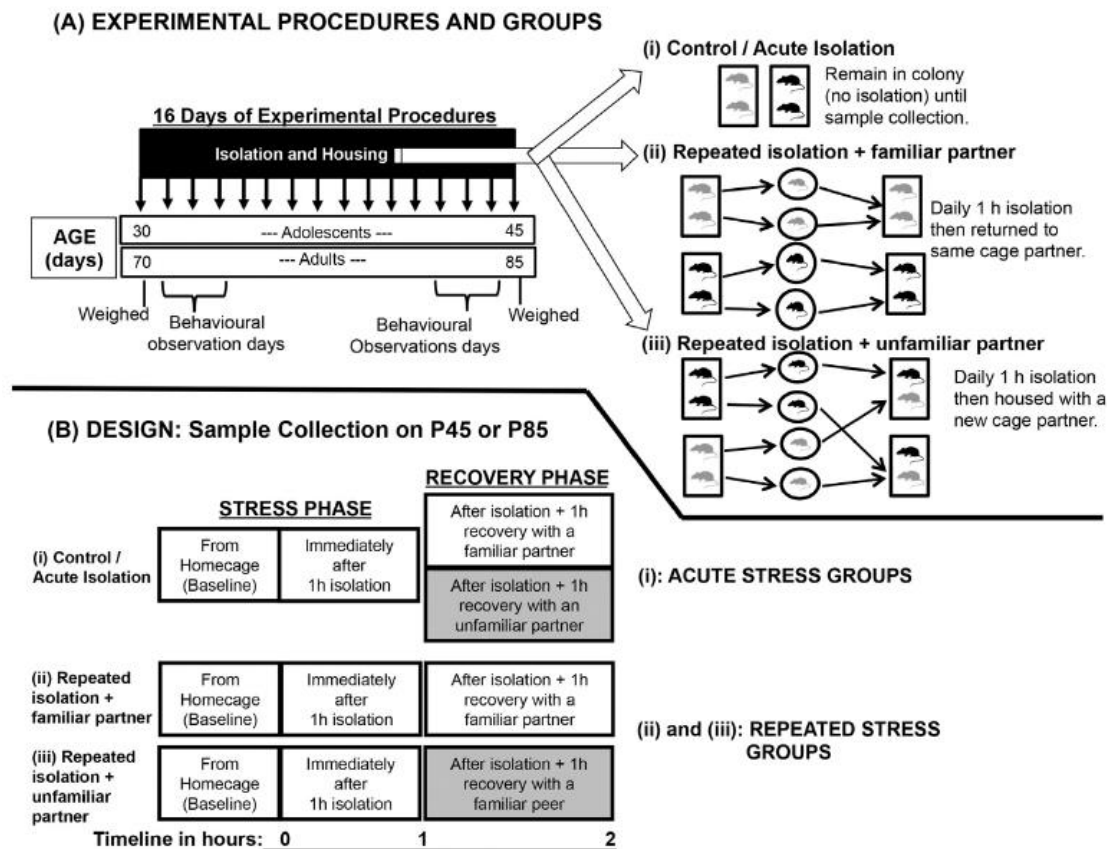 (A) EXPERIMENTAL PROCEDURES AND GROUPS
16 Days of Experimental Procedures
Isolation and Housing
AGE
(days)
30 --- Adolescents --- 45
70 --- Adults --- 85
Weighed
Behavioural
observation days
Behavioural
Observations days
Weighed
(i) Control / Acute Isolation
Remain in colony
(no isolation) until
sample collection.
(ii) Repeated isolation + familiar partner
Daily 1 h isolation
then returned to
same cage partner.
(iii) Repeated isolation + unfamiliar partner
Daily 1 h isolation
then housed with a
new cage partner.
(B) DESIGN: Sample Collection on P45 or P85
STRESS PHASE
RECOVERY PHASE
(i) Control /
Acute Isolation
From
Homecage
(Baseline)
Immediately
after
1h isolation
After isolation + 1h
recovery with a
familiar partner
After isolation + 1h
recovery with an
unfamiliar partner
(i): ACUTE STRESS GROUPS
(ii) Repeated
isolation +
familiar partner
From
Homecage
(Baseline)
Immediately
after
1h isolation
After isolation + 1h
recovery with a
familiar partner
(iii) Repeated
isolation +
unfamiliar
partner
From
Homecage
(Baseline)
Immediately
after
1h isolation
After isolation + 1h
recovery with a
familiar peer
(ii) and (iii): REPEATED STRESS
GROUPS
Timeline in hours: 0 1 2